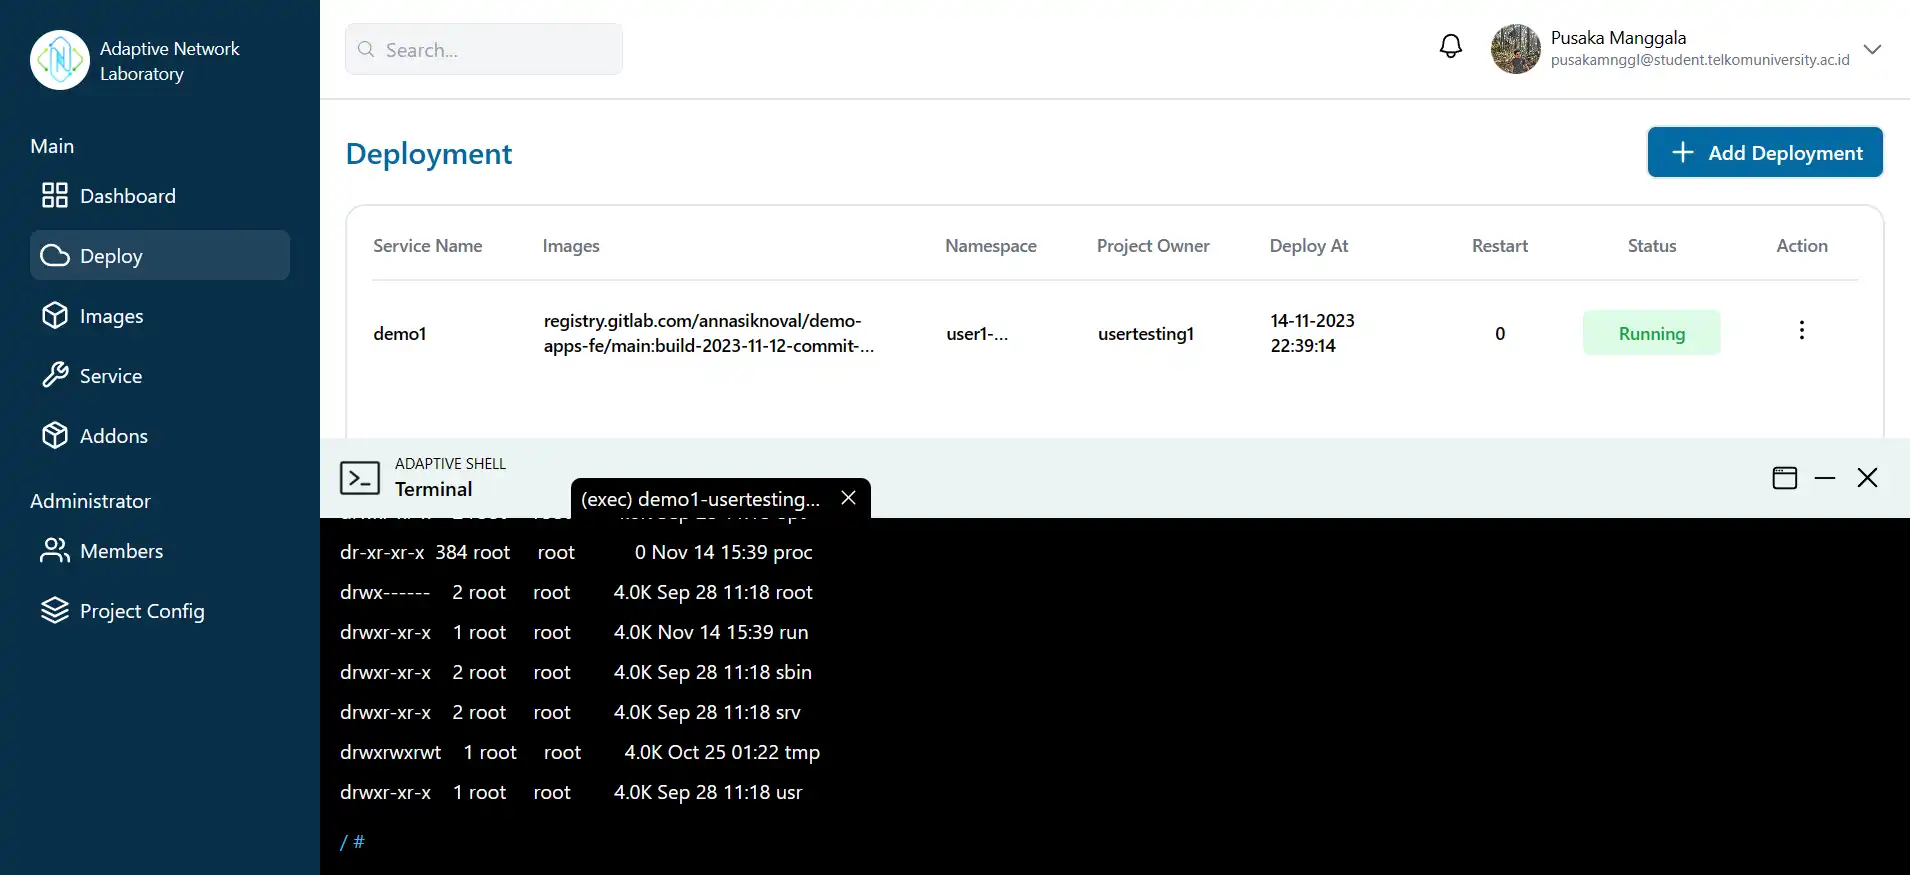 Adaptive Network
Laboratory
Main
Dashboard
Deploy
Images
Service
Addons
Administrator
Members
Project Config
Search...
Pusaka Manggala
pusakamnggl@student.telkomuniversity.ac.id
Deployment
Add Deployment
Service Name Images Namespace Project Owner Deploy At Restart Status Action
demo1 registry.gitlab.com/annasiknoval/demo- user1-... usertesting1 14-11-2023 0 Running
apps-fe/main:build-2023-11-12-commit-... 22:39:14
ADAPTIVE SHELL
Terminal
(exec) demo1-usertesting...
dr-xr-xr-x 384 root root 0 Nov 14 15:39 proc
drwx------ 2 root root 4.0K Sep 28 11:18 root
drwxr-xr-x 1 root root 4.0K Nov 14 15:39 run
drwxr-xr-x 2 root root 4.0K Sep 28 11:18 sbin
drwxr-xr-x 2 root root 4.0K Sep 28 11:18 srv
drwxrwxrwt 1 root root 4.0K Oct 25 01:22 tmp
drwxr-xr-x 1 root root 4.0K Sep 28 11:18 usr
/ #